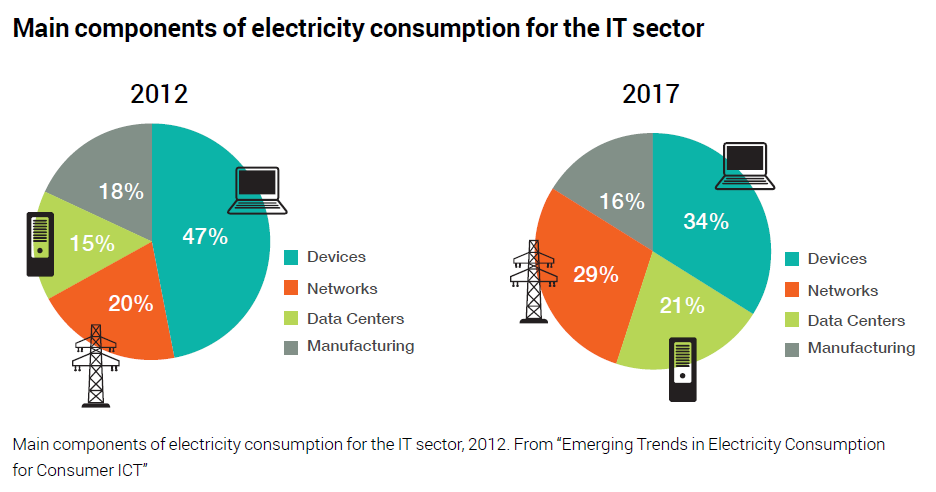 Main components of electricity consumption for the IT sector
2012
18%
47%
15%
20%
Devices
Networks
Data Centers
Manufacturing
2017
16%
34%
29%
21%
Devices
Networks
Data Centers
Manufacturing
Main components of electricity consumption for the IT sector, 2012. From “Emerging Trends in Electricity Consumption
for Consumer ICT”